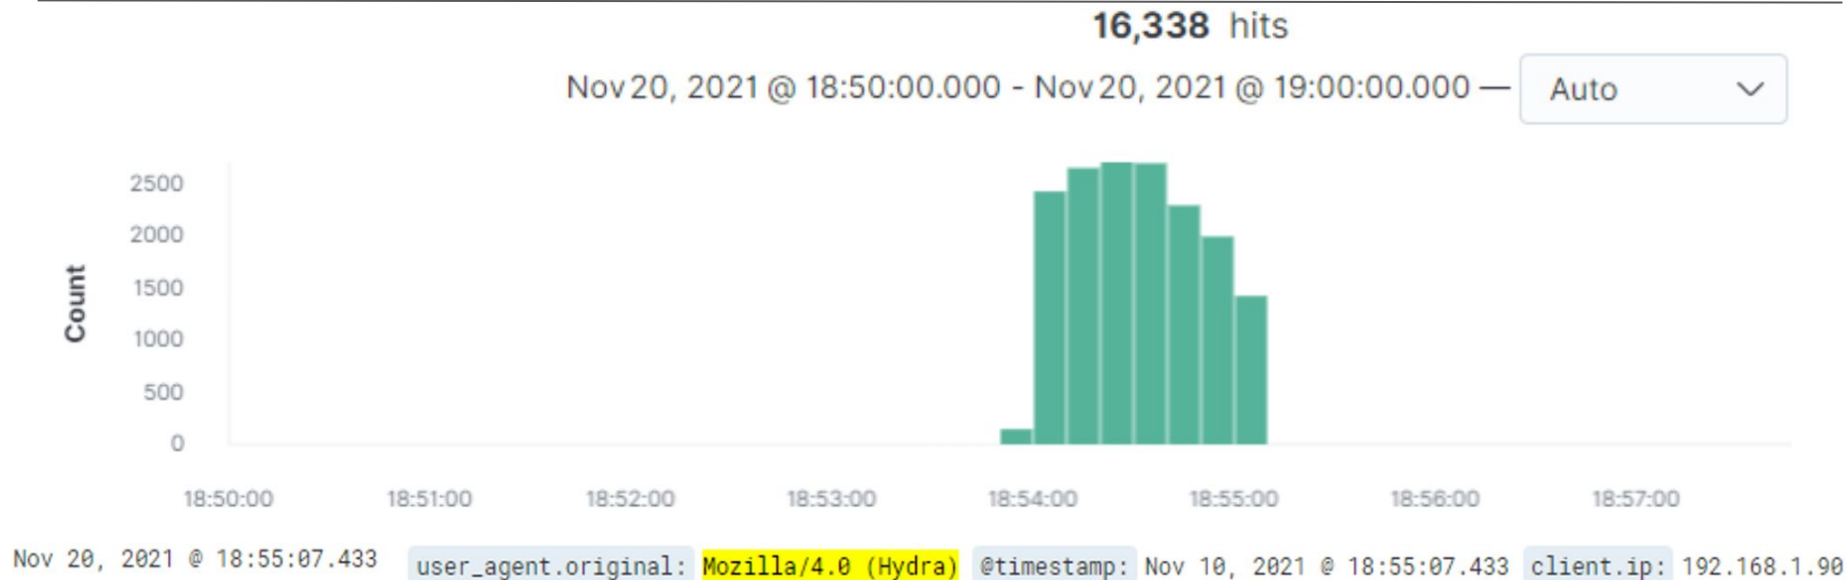 16,338 hits
Nov 20, 2021 @ 18:50:00.000 - Nov 20, 2021 @ 19:00:00.000 — Auto
Count
2500
2000
1500
1000
500
0
18:50:00 18:51:00 18:52:00 18:53:00 18:54:00 18:55:00 18:56:00 18:57:00
Nov 20, 2021 @ 18:55:07.433 user_agent.original: Mozilla/4.0 (Hydra) @timestamp: Nov 10, 2021 @ 18:55:07.433 client.ip: 192.168.1.90